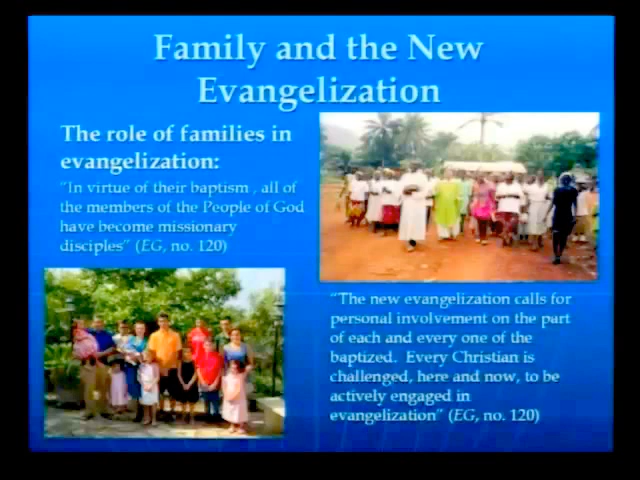 Family and the New
Evangelization
The role of families in
evangelization:
"In virtue of their baptism , all of
the members of the People of God
have become missionary
disciples" (EG, no. 120)
"The new evangelization calls for
personal involvement on the part
of each and every one of the
baptized. Every Christian is
challenged, here and now, to be
actively engaged in
evangelization" (EG, no. 120)